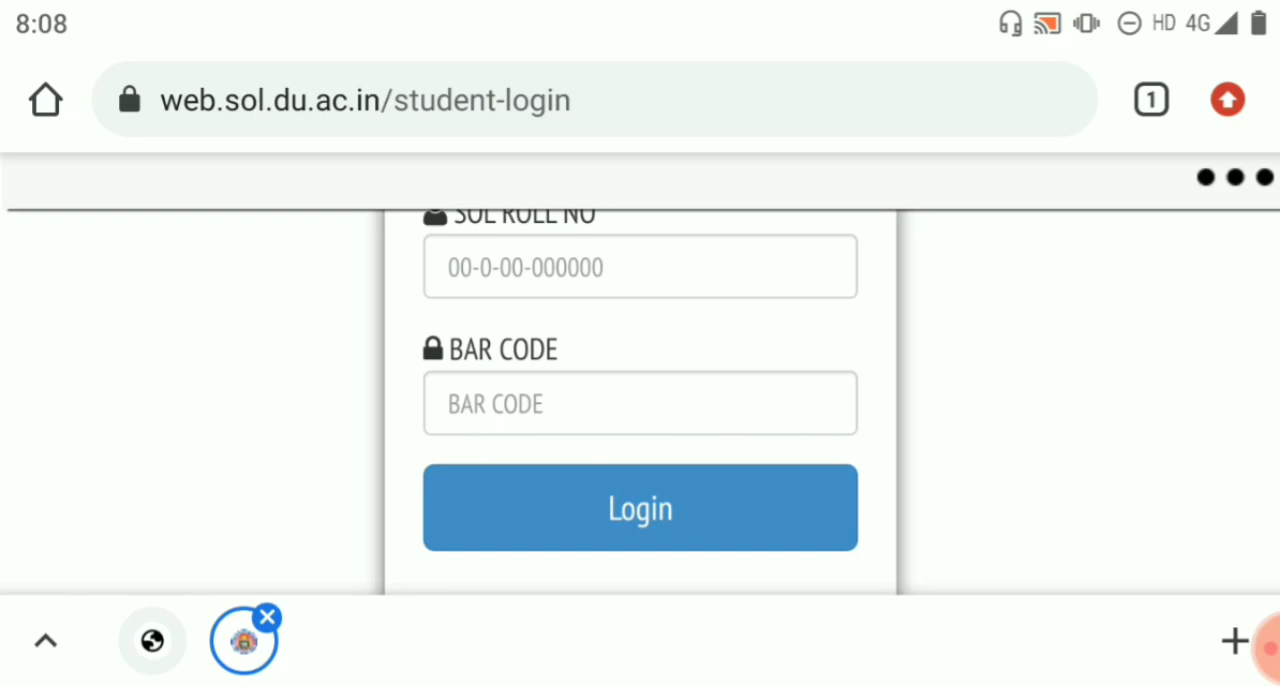 8:08
HD 4G
web.sol.du.ac.in/student-login
1
SOL ROLL NO
00-0-00-000000
BAR CODE
BAR CODE
Login